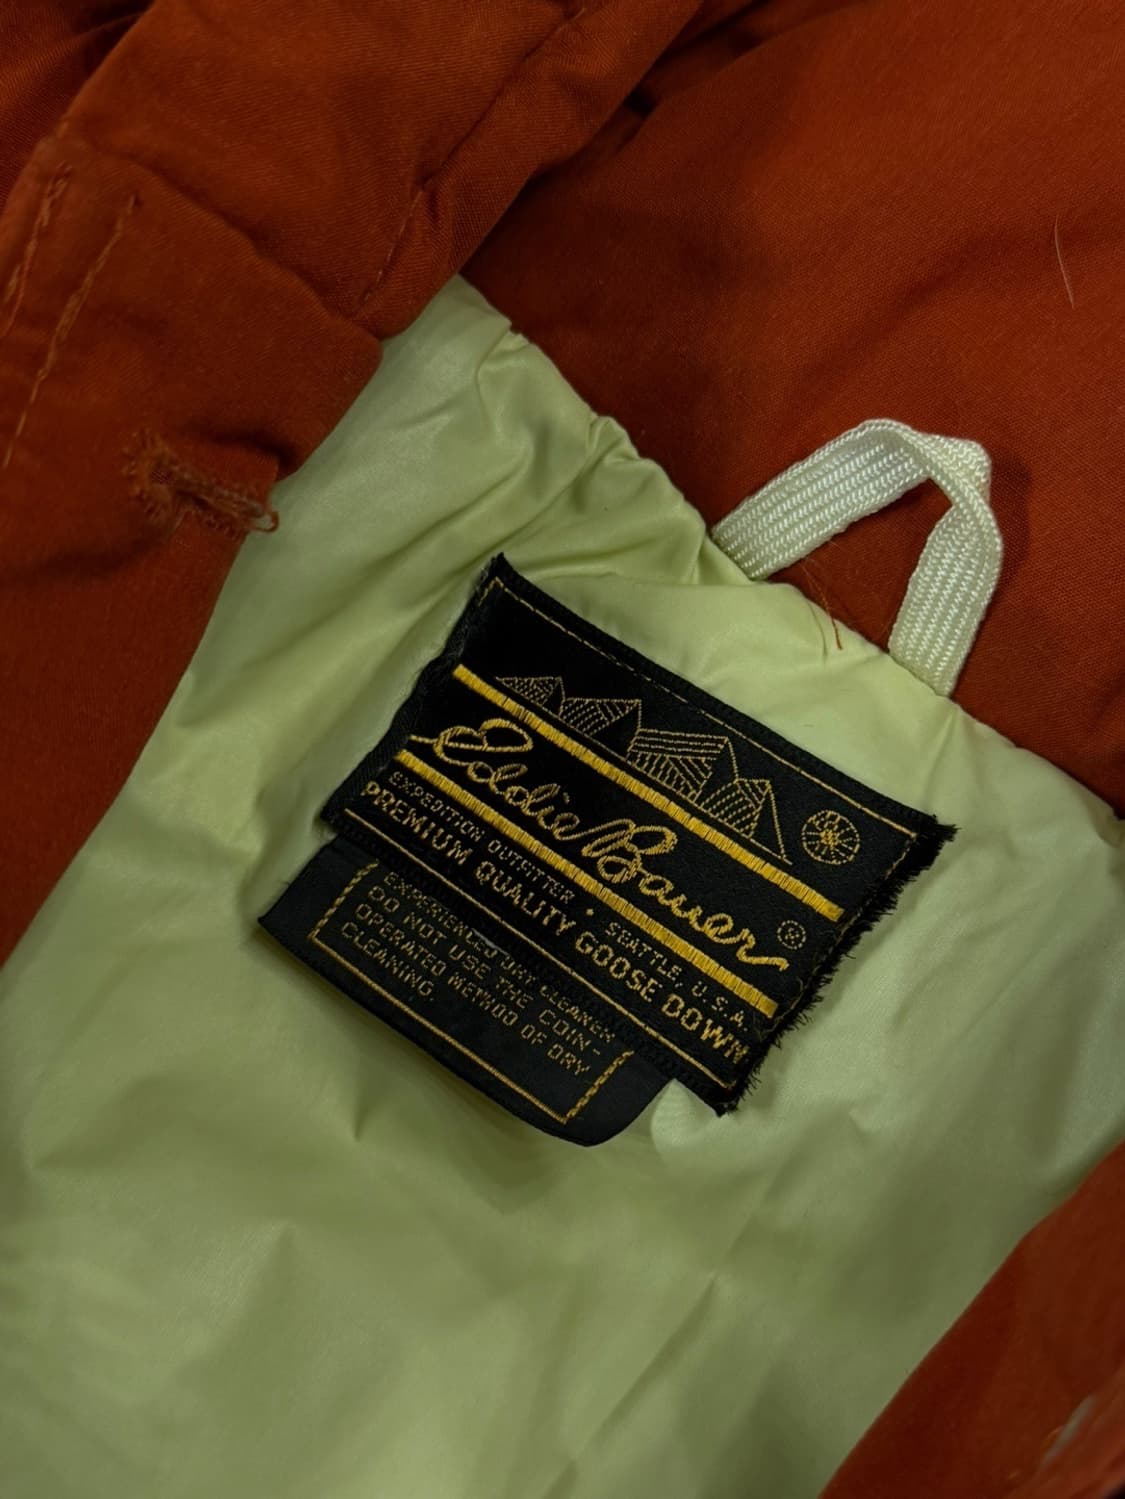 Eddie Bauer ®
EXPEDITION OUTFITTER · SEATTLE, U.S.A.
PREMIUM QUALITY GOOSE DOWN
EXPERIENCED DRY CLEANER
DO NOT USE THE COIN-
OPERATED METHOD OF DRY
CLEANING.